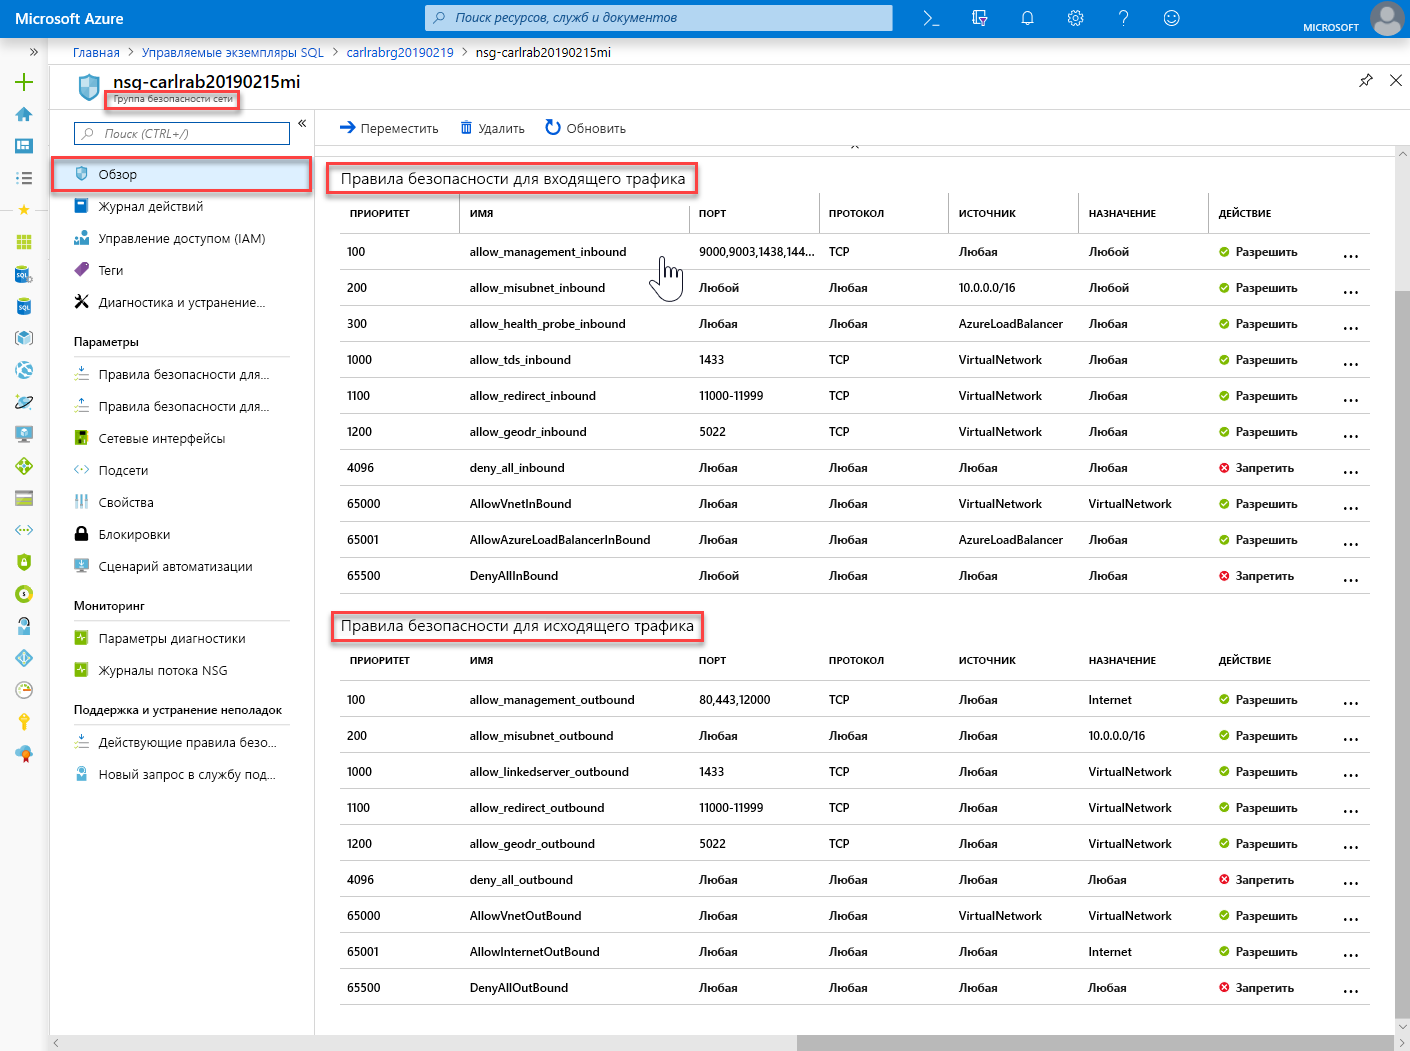 Microsoft Azure
Поиск ресурсов, служб и документов
MICROSOFT
Главная > Управляемые экземпляры SQL > carlrabrg20190219 > nsg-carlrab20190215mi
nsg-carlrab20190215mi
Группа безопасности сети
Поиск (CTRL+/)
Переместить Удалить Обновить
Обзор
Журнал действий
Управление доступом (IAM)
Теги
Диагностика и устранение...
Параметры
Правила безопасности для...
Правила безопасности для...
Сетевые интерфейсы
Подсети
Свойства
Блокировки
Сценарий автоматизации
Мониторинг
Параметры диагностики
Журналы потока NSG
Поддержка и устранение неполадок
Действующие правила безо...
Новый запрос в службу под...
Правила безопасности для входящего трафика
ПРИОРИТЕТ ИМЯ ПОРТ ПРОТОКОЛ ИСТОЧНИК НАЗНАЧЕНИЕ ДЕЙСТВИЕ
100 allow_management_inbound 9000,9003,1438,144... TCP Любая Любой Разрешить ...
200 allow_misubnet_inbound Любой Любая 10.0.0.0/16 Любой Разрешить ...
300 allow_health_probe_inbound Любая Любая AzureLoadBalancer Любая Разрешить ...
1000 allow_tds_inbound 1433 TCP VirtualNetwork Любая Разрешить ...
1100 allow_redirect_inbound 11000-11999 TCP VirtualNetwork Любая Разрешить ...
1200 allow_geodr_inbound 5022 TCP VirtualNetwork Любая Разрешить ...
4096 deny_all_inbound Любая Любая Любая Любая Запретить ...
65000 AllowVnetInBound Любая Любая VirtualNetwork VirtualNetwork Разрешить ...
65001 AllowAzureLoadBalancerInBound Любая Любая AzureLoadBalancer Любая Разрешить ...
65500 DenyAllInBound Любой Любая Любая Любая Запретить ...
Правила безопасности для исходящего трафика
ПРИОРИТЕТ ИМЯ ПОРТ ПРОТОКОЛ ИСТОЧНИК НАЗНАЧЕНИЕ ДЕЙСТВИЕ
100 allow_management_outbound 80,443,12000 TCP Любая Internet Разрешить ...
200 allow_misubnet_outbound Любая Любая Любая 10.0.0.0/16 Разрешить ...
1000 allow_linkedserver_outbound 1433 TCP Любая VirtualNetwork Разрешить ...
1100 allow_redirect_outbound 11000-11999 TCP Любая VirtualNetwork Разрешить ...
1200 allow_geodr_outbound 5022 TCP Любая VirtualNetwork Разрешить ...
4096 deny_all_outbound Любая Любая Любая Любая Запретить ...
65000 AllowVnetOutBound Любая Любая VirtualNetwork VirtualNetwork Разрешить ...
65001 AllowInternetOutBound Любая Любая Любая Internet Разрешить ...
65500 DenyAllOutBound Любая Любая Любая Любая Запретить ...